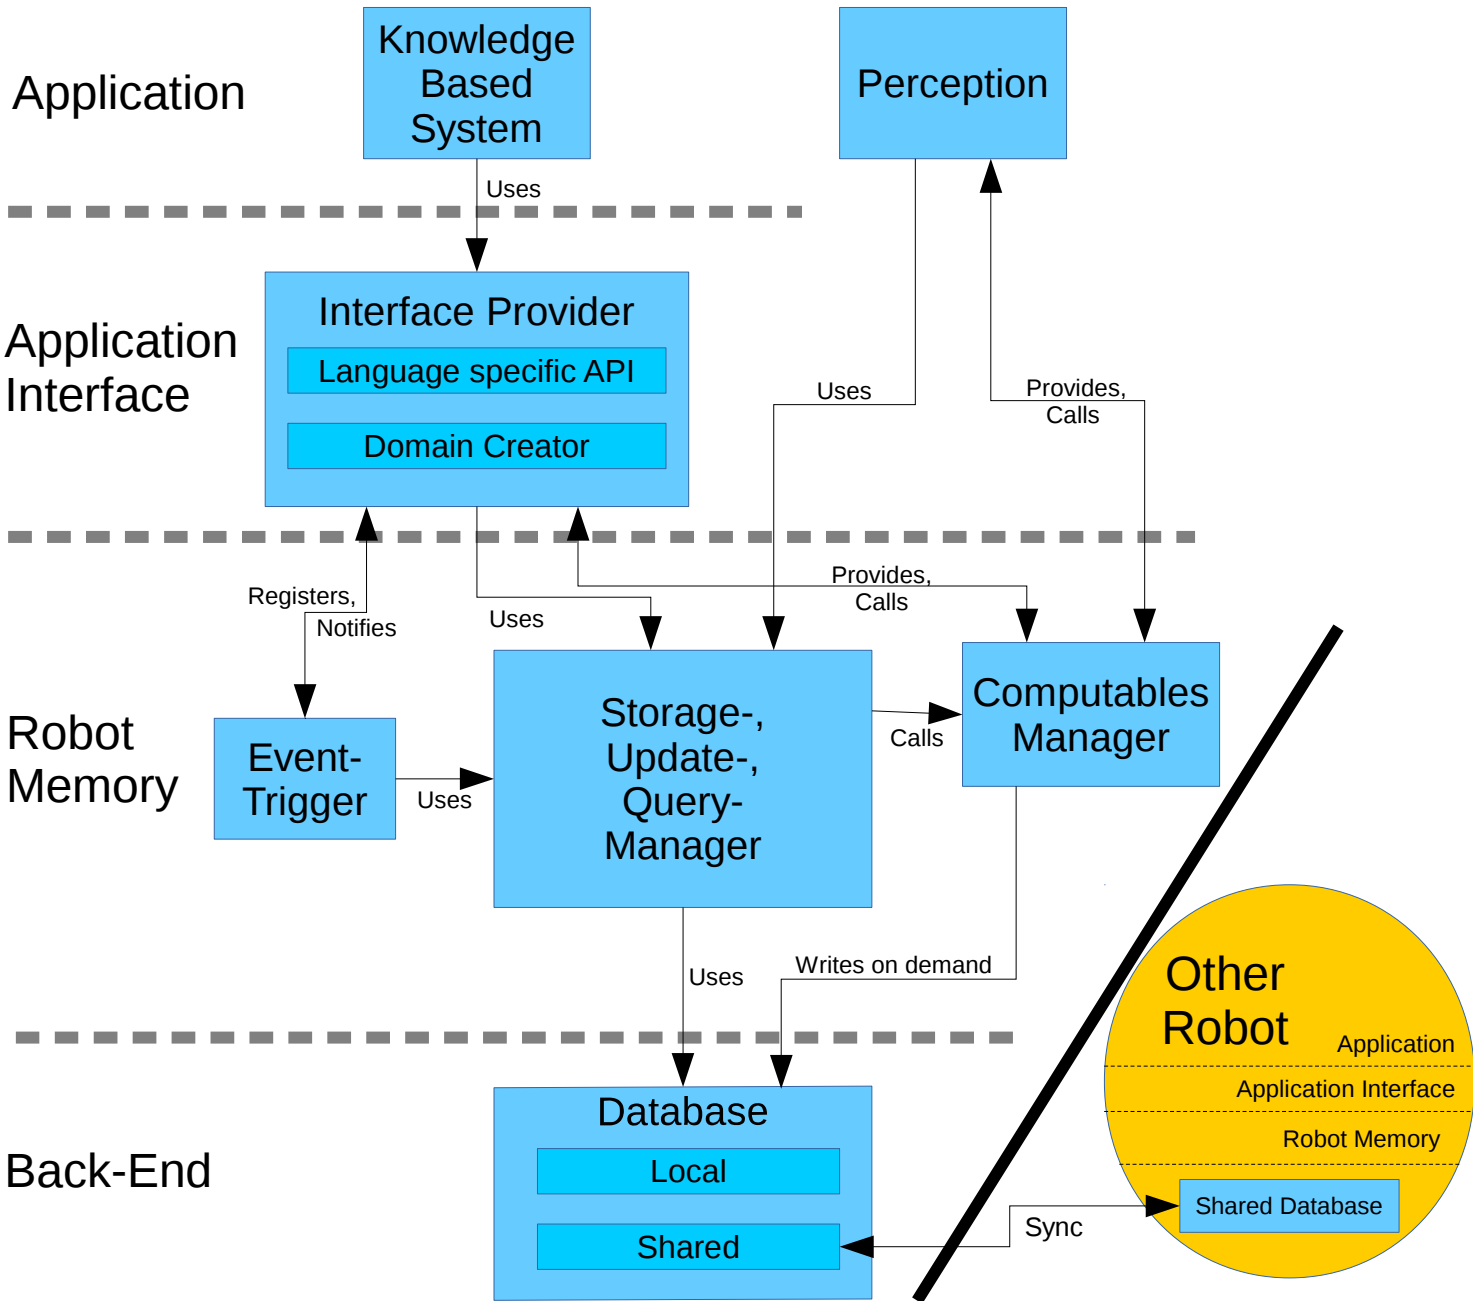 Application
Knowledge
Based
System
Perception
Uses
Application
Interface
Interface Provider
Language specific API
Domain Creator
Uses
Provides,
Calls
Registers,
Notifies
Uses
Provides,
Calls
Robot
Memory
Event-
Trigger
Uses
Storage-,
Update-,
Query-
Manager
Calls
Computables
Manager
Uses
Writes on demand
Back-End
Database
Local
Shared
Sync
Other
Robot
Application
Application Interface
Robot Memory
Shared Database